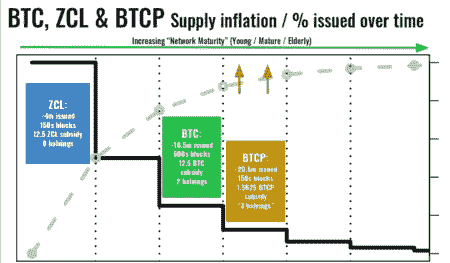 BTC, ZCL & BTCP Supply inflation / % issued over time
Increasing "Network Maturity" (Young / Mature / Elderly)
ZCL:
~4m issued
150s blocks
12.5 ZCL subsidy
0 halvings
BTC:
~16.5m issued
600s blocks
12.5 BTC
subsidy
2 halvings
BTCP:
~20.5m issued
150s blocks
1.5625 BTCP
subsidy
"3 halvings"